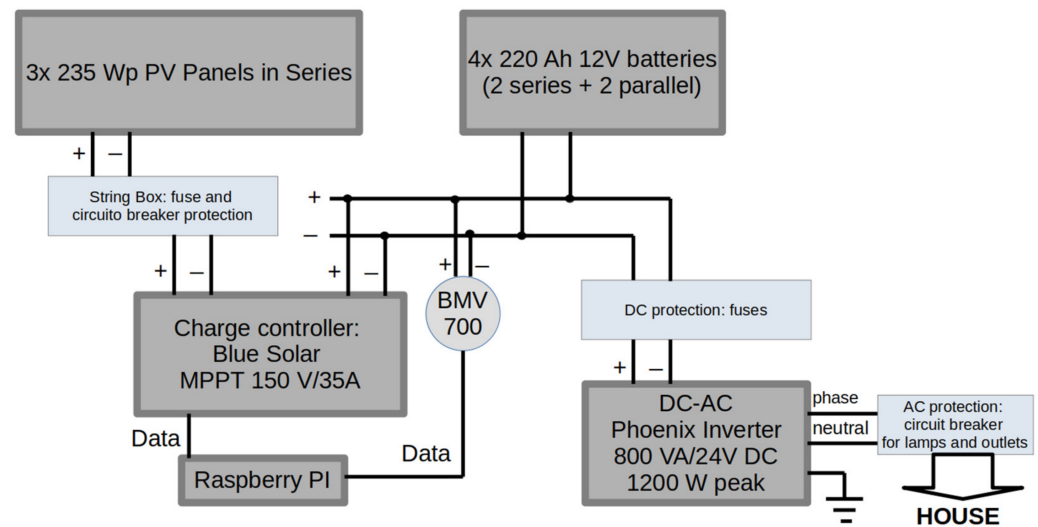 3x 235 Wp PV Panels in Series
4x 220 Ah 12V batteries
(2 series + 2 parallel)
+ –
String Box: fuse and
circuito breaker protection
+
–
+ –
+ –
+ –
BMV
700
DC protection: fuses
Charge controller:
Blue Solar
MPPT 150 V/35A
+ –
DC-AC
Phoenix Inverter
800 VA/24V DC
1200 W peak
phase
neutral
AC protection:
circuit breaker
for lamps and outlets
Data
Data
Raspberry PI
HOUSE